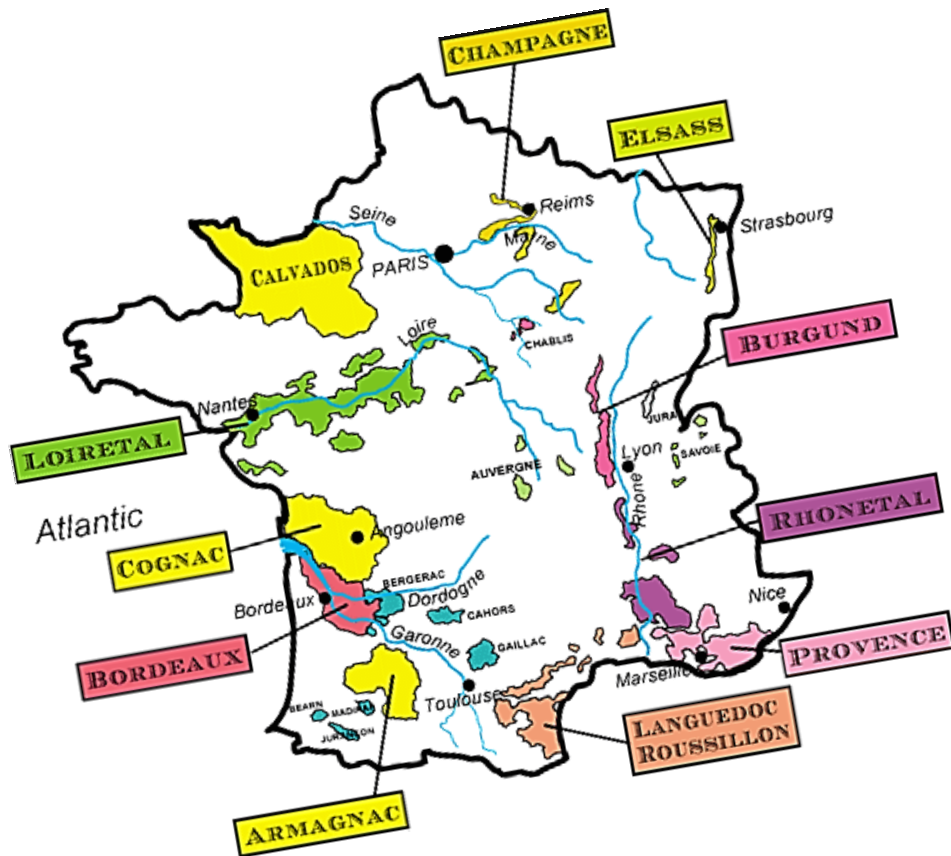 CHAMPAGNE
ELSASS
Reims
Seine
Strasbourg
Marne
PARIS
CALVADOS
Loire
CHABLIS
BURGUND
Nantes
JURA
LOIRETAL
Lyon
SAVOIE
AUVERGNE
RHONETAL
Rhone
Atlantic
Angouleme
COGNAC
BERGERAC
Dordogne
Nice
Bordeaux
CAHORS
Garonne
GAILLAC
PROVENCE
BORDEAUX
Marseille
Toulouse
BEARN
MADIRAN
LANGUEDOC
ROUSSILLON
JURANCON
ARMAGNAC